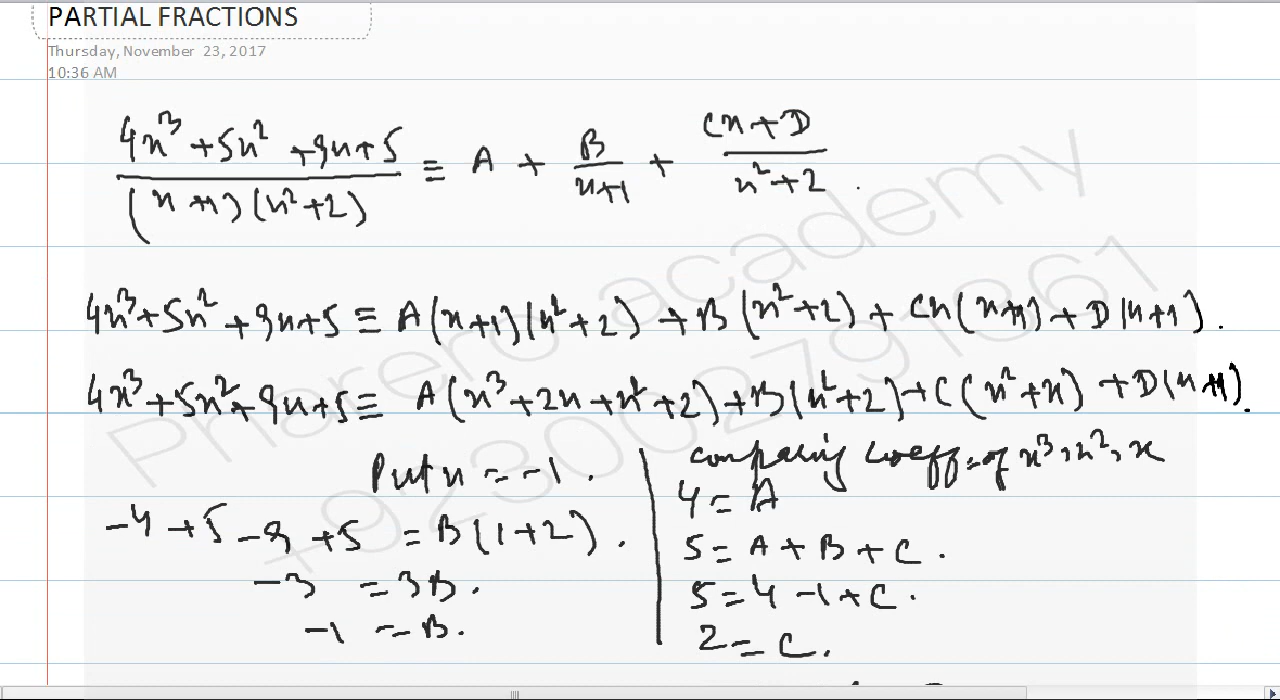 PARTIAL FRACTIONS
Thursday, November 23, 2017
10:36 AM
(4x³+5x²+9x+5)/((x+1)(x²+2)) ≡ A + B/(x+1) + (Cx+D)/(x²+2).
4x³+5x²+9x+5 ≡ A(x+1)(x²+2)+B(x²+2)+Cx(x+1)+D(x+1).
4x³+5x²+9x+5≡ A(x³+2x+x²+2)+B(x²+2)+C(x²+x)+D(x+1).
Put x=-1.
-4+5-9+5 = B(1+2).
-3 = 3B.
-1 = B.
comparing coeff. of x³, x², x
4 = A
5 = A+B+C.
5 = 4-1+C.
2 = C.
Pharero academy
+923002791861